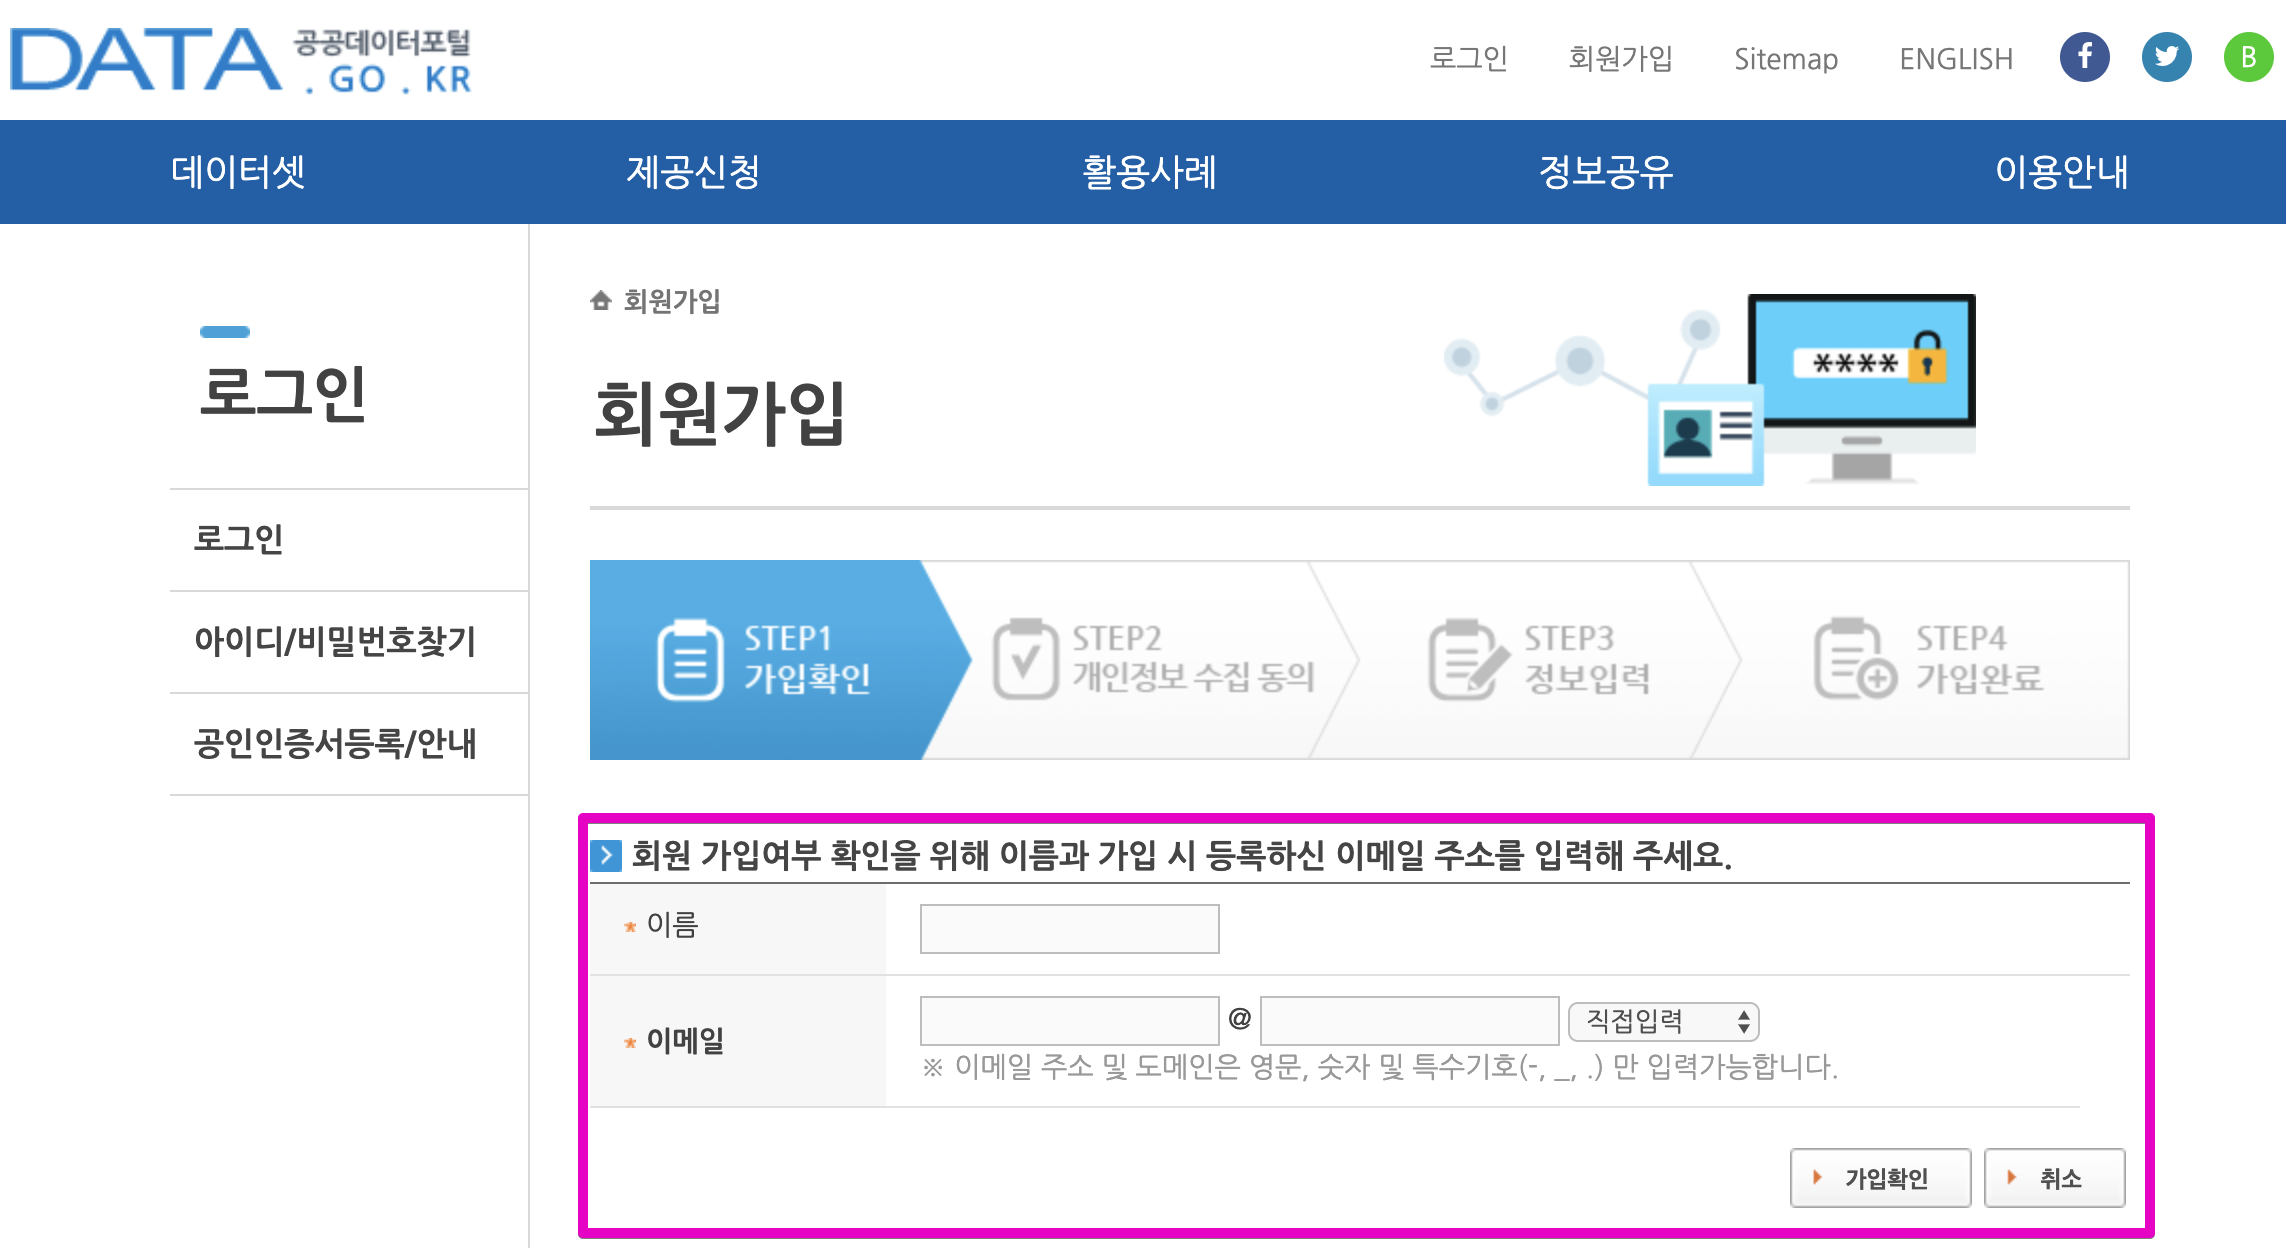 DATA 공공데이터포털
. GO . KR
로그인 회원가입 Sitemap ENGLISH f B
데이터셋 제공신청 활용사례 정보공유 이용안내
로그인
로그인
아이디/비밀번호찾기
공인인증서등록/안내
회원가입
회원가입
****
STEP1
가입확인
STEP2
개인정보 수집 동의
STEP3
정보입력
STEP4
가입완료
회원 가입여부 확인을 위해 이름과 가입 시 등록하신 이메일 주소를 입력해 주세요.
* 이름
* 이메일
@ 직접입력
※ 이메일 주소 및 도메인은 영문, 숫자 및 특수기호(-, _, .) 만 입력가능합니다.
가입확인 취소